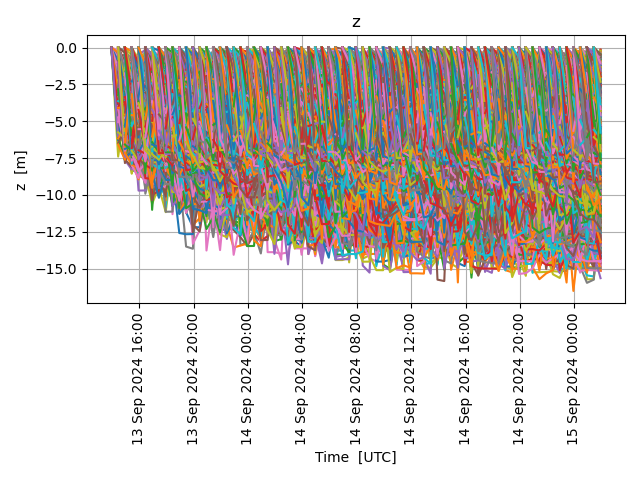 z
0.0
−2.5
−5.0
−7.5
−10.0
−12.5
−15.0
z [m]
13 Sep 2024 16:00
13 Sep 2024 20:00
14 Sep 2024 00:00
14 Sep 2024 04:00
14 Sep 2024 08:00
14 Sep 2024 12:00
14 Sep 2024 16:00
14 Sep 2024 20:00
15 Sep 2024 00:00
Time [UTC]